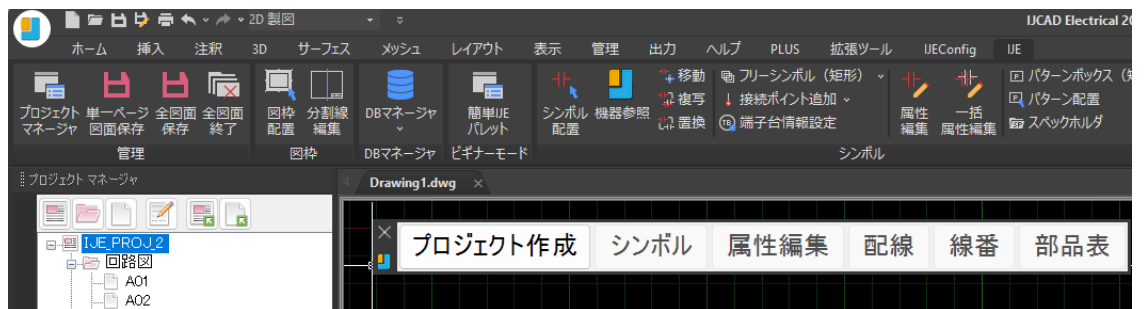 2D 製図
IJCAD Electrical 20
ホーム 挿入 注釈 3D サーフェス メッシュ レイアウト 表示 管理 出力 ヘルプ PLUS 拡張ツール IJEConfig IJE
プロジェクト
マネージャ
単一ページ
図面保存
全図面
保存
全図面
終了
管理
図枠
配置
分割線
編集
図枠
DBマネージャ
DBマネージャ
簡単IJE
パレット
ビギナーモード
シンボル
配置
機器参照
移動
複写
置換
フリーシンボル（矩形）
接続ポイント追加
端子台情報設定
属性
編集
一括
属性編集
パターンボックス（矩
パターン配置
スペックホルダ
シンボル
プロジェクト マネージャ
Drawing1.dwg
IJE_PROJ_2
回路図
A01
A02
プロジェクト作成 シンボル 属性編集 配線 線番 部品表